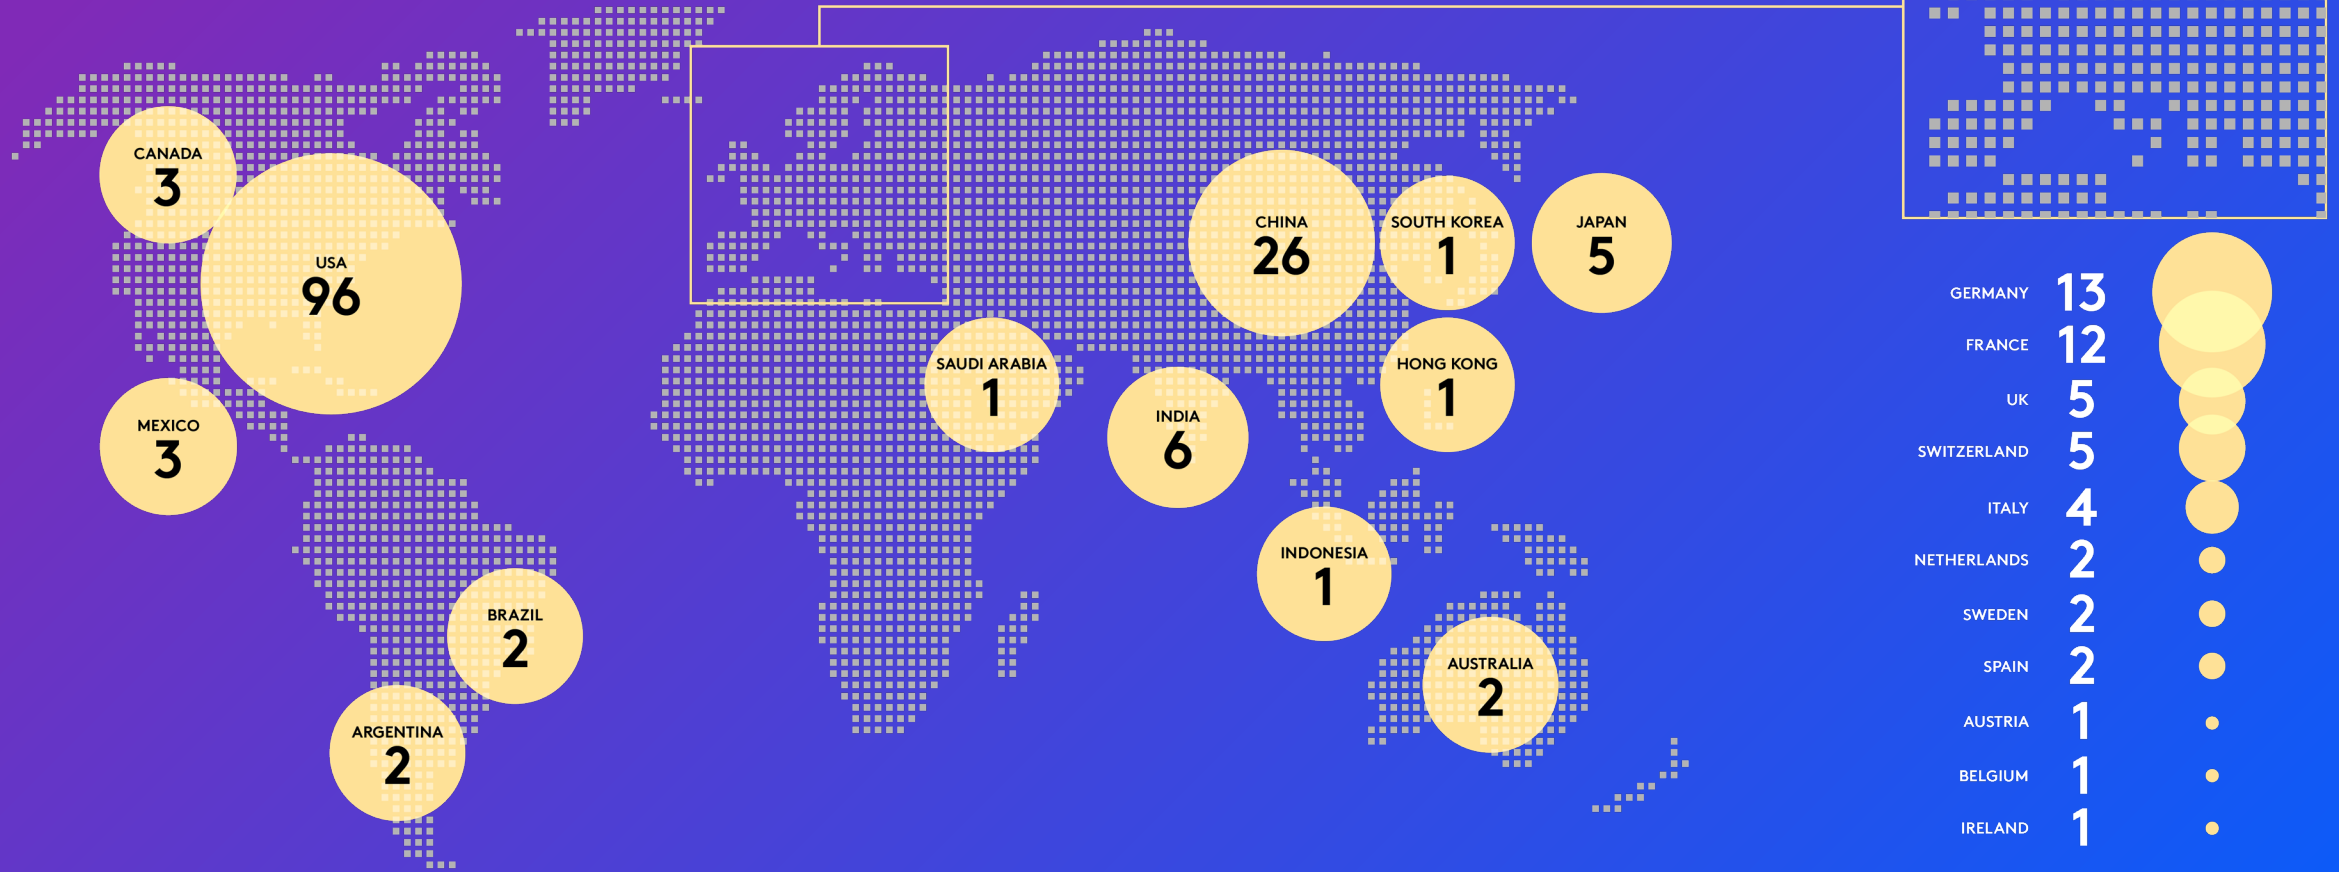 CANADA
3
USA
96
MEXICO
3
BRAZIL
2
ARGENTINA
2
SAUDI ARABIA
1
INDIA
6
CHINA
26
SOUTH KOREA
1
JAPAN
5
HONG KONG
1
INDONESIA
1
AUSTRALIA
2
GERMANY 13
FRANCE 12
UK 5
SWITZERLAND 5
ITALY 4
NETHERLANDS 2
SWEDEN 2
SPAIN 2
AUSTRIA 1
BELGIUM 1
IRELAND 1